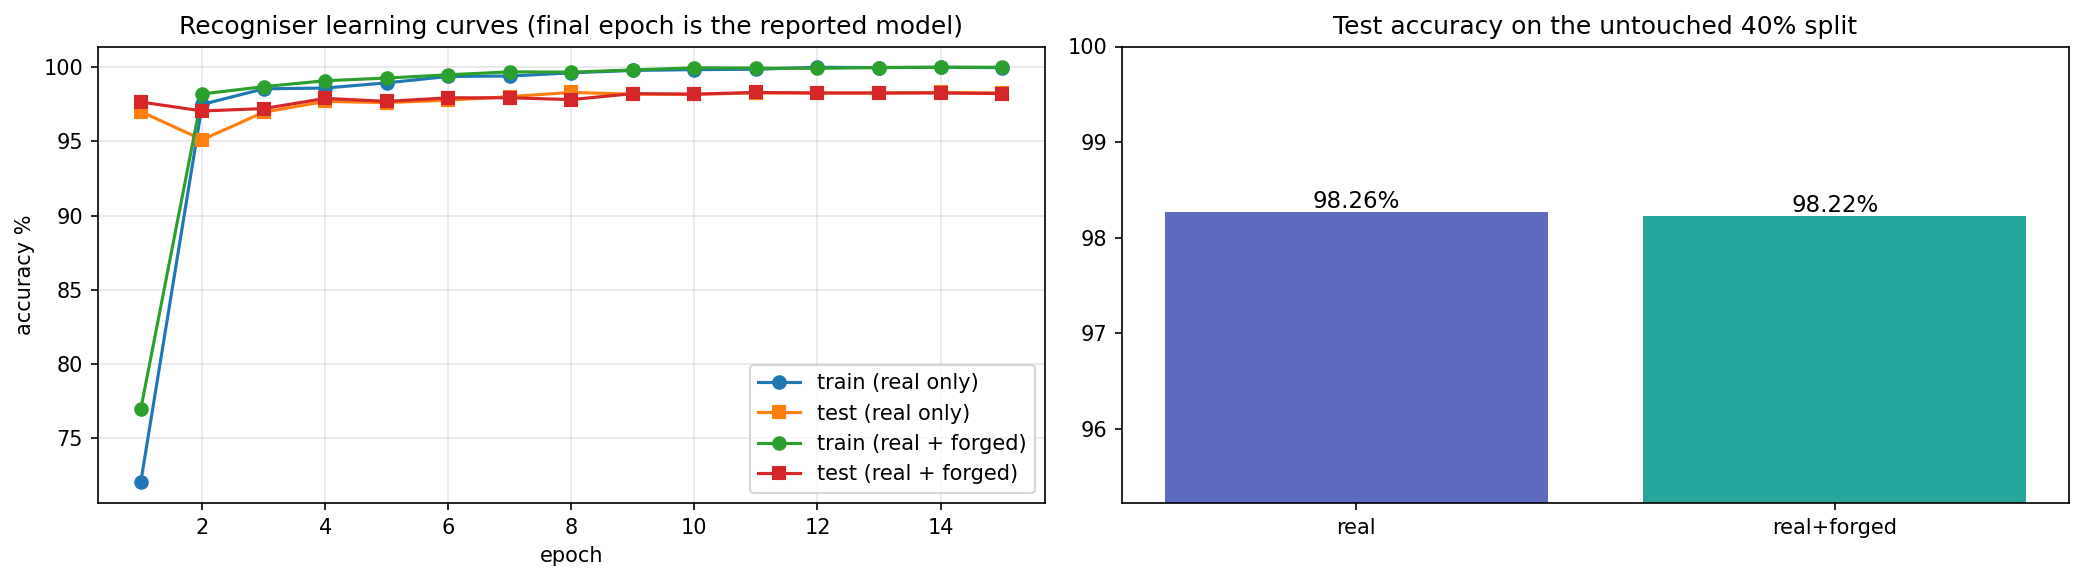 Recogniser learning curves (final epoch is the reported model)
accuracy %
100
95
90
85
80
75
2 4 6 8 10 12 14
epoch
train (real only)
test (real only)
train (real + forged)
test (real + forged)
Test accuracy on the untouched 40% split
100
99
98
97
96
98.26%
98.22%
real
real+forged